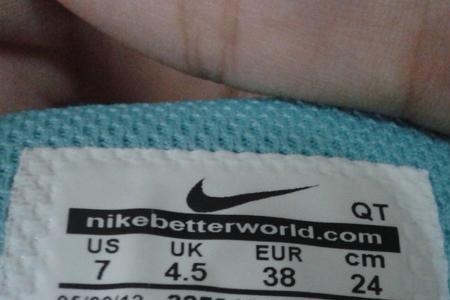 QT
nikebetterworld.com
US UK EUR cm
7 4.5 38 24